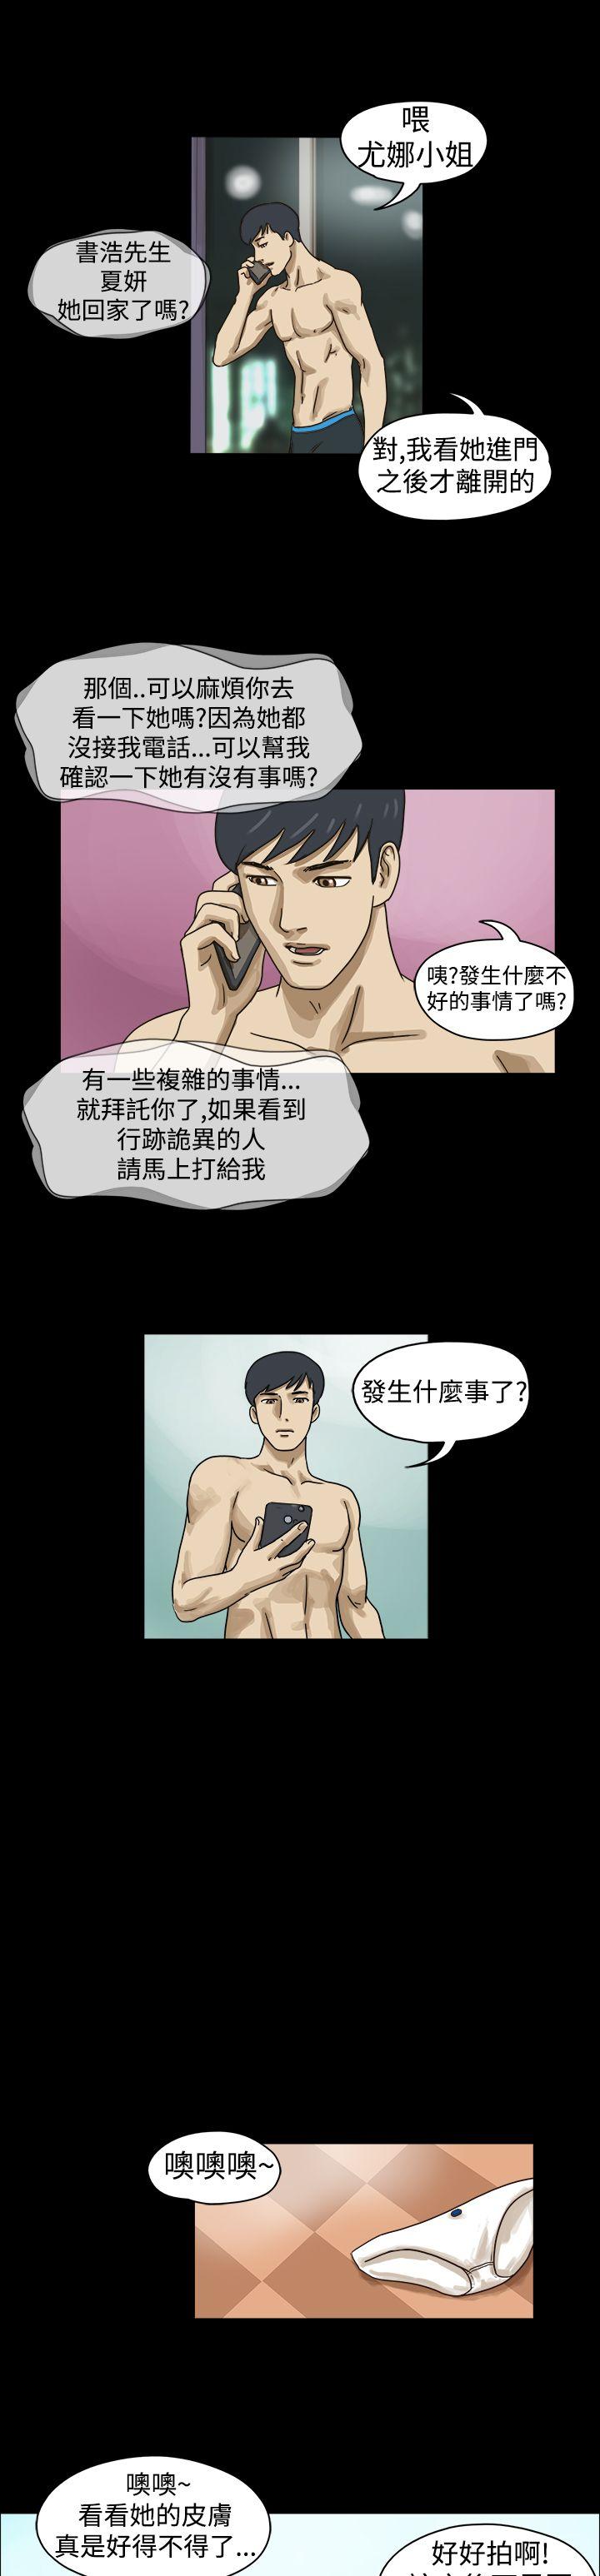 喂
尤娜小姐
書浩先生
夏妍
她回家了嗎?
對,我看她進門
之後才離開的
那個..可以麻煩你去
看一下她嗎?因為她都
沒接我電話...可以幫我
確認一下她有沒有事嗎?
咦?發生什麼不
好的事情了嗎?
有一些複雜的事情...
就拜託你了,如果看到
行跡詭異的人
請馬上打給我
發生什麼事了?
噢噢噢~
噢噢~
看看她的皮膚
真是好得不得了...
好好拍啊!